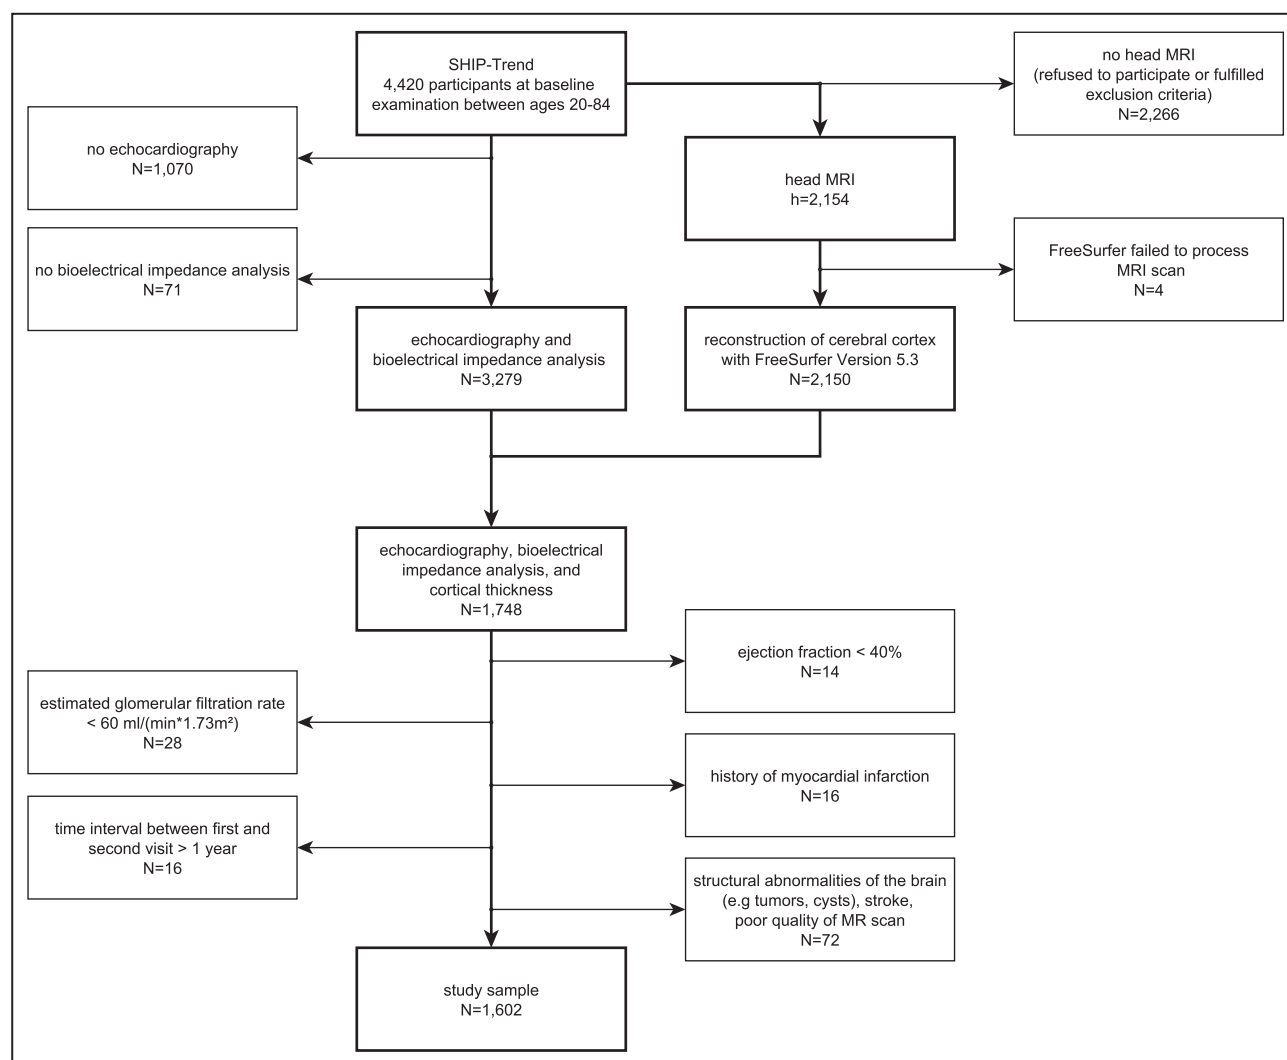 SHIP-Trend
4,420 participants at baseline
examination between ages 20-84
no head MRI
(refused to participate or fulfilled
exclusion criteria)
N=2,266
no echocardiography
N=1,070
head MRI
h=2,154
no bioelectrical impedance analysis
N=71
FreeSurfer failed to process
MRI scan
N=4
echocardiography and
bioelectrical impedance analysis
N=3,279
reconstruction of cerebral cortex
with FreeSurfer Version 5.3
N=2,150
echocardiography, bioelectrical
impedance analysis, and
cortical thickness
N=1,748
ejection fraction < 40%
N=14
estimated glomerular filtration rate
< 60 ml/(min*1.73m²)
N=28
history of myocardial infarction
N=16
time interval between first and
second visit > 1 year
N=16
structural abnormalities of the brain
(e.g tumors, cysts), stroke,
poor quality of MR scan
N=72
study sample
N=1,602